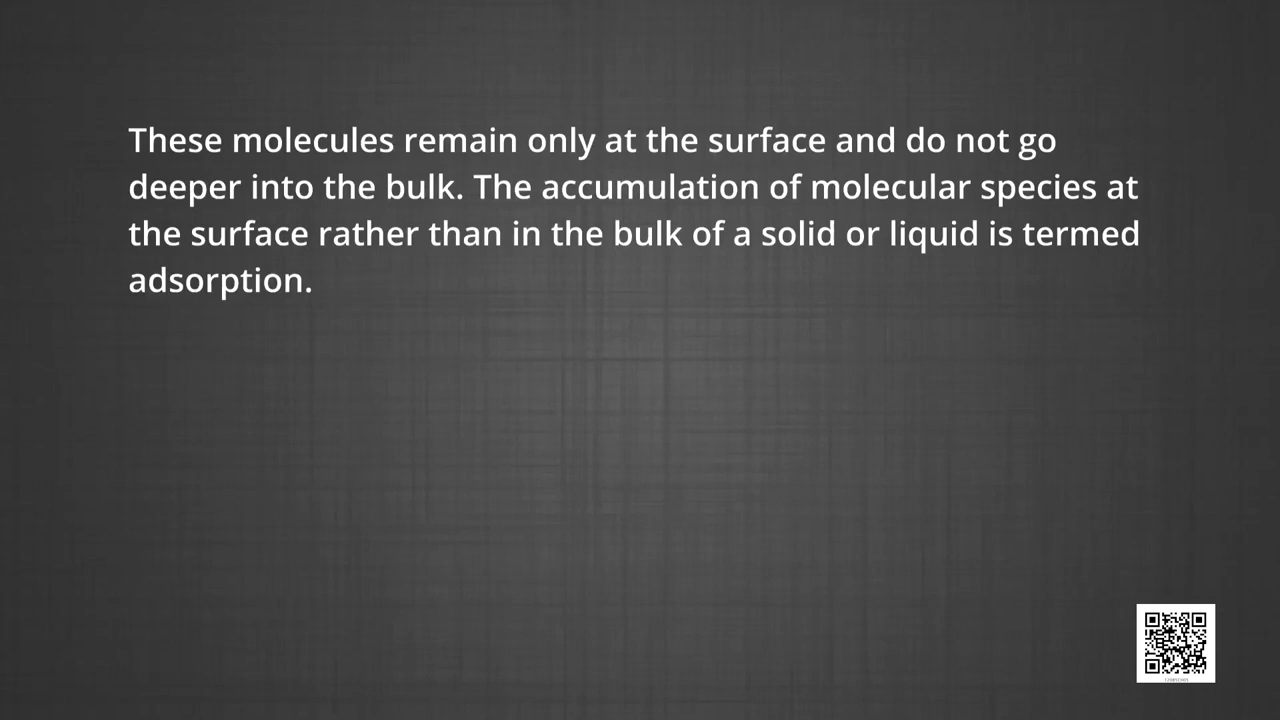 These molecules remain only at the surface and do not go
deeper into the bulk. The accumulation of molecular species at
the surface rather than in the bulk of a solid or liquid is termed
adsorption.